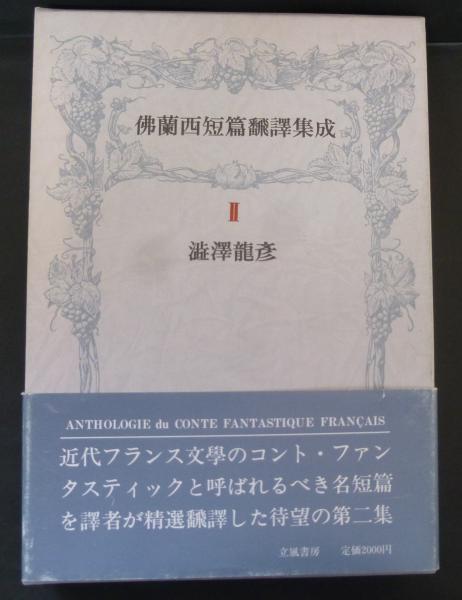 佛蘭西短篇飜譯集成
Ⅱ
澁澤龍彥
ANTHOLOGIE du CONTE FANTASTIQUE FRANÇAIS
近代フランス文學のコント・ファン
タスティックと呼ばれるべき名短篇
を譯者が精選飜譯した待望の第二集
立風書房 定価2000円